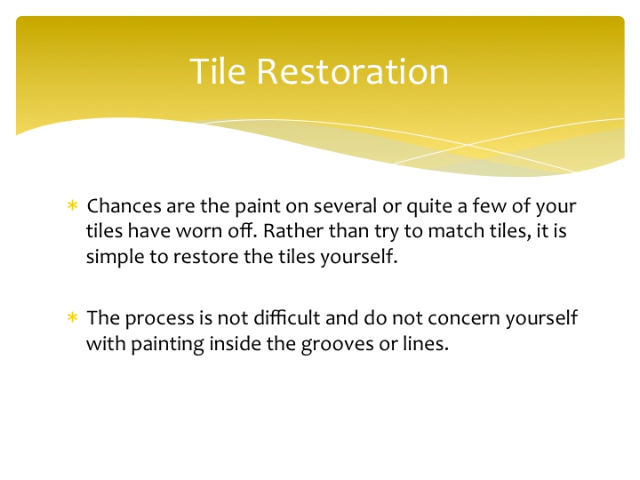 Tile Restoration
* Chances are the paint on several or quite a few of your
tiles have worn off. Rather than try to match tiles, it is
simple to restore the tiles yourself.
* The process is not difficult and do not concern yourself
with painting inside the grooves or lines.